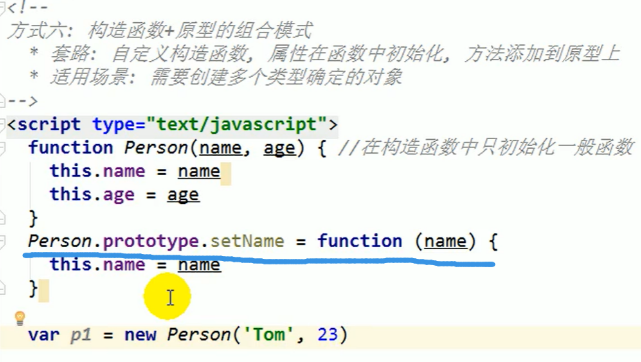 <!--
方式六: 构造函数+原型的组合模式
* 套路: 自定义构造函数, 属性在函数中初始化, 方法添加到原型上
* 适用场景: 需要创建多个类型确定的对象
-->
<script type="text/javascript">
function Person(name, age) { //在构造函数中只初始化一般函数
this.name = name
this.age = age
}
Person.prototype.setName = function (name) {
this.name = name
}
var p1 = new Person('Tom', 23)